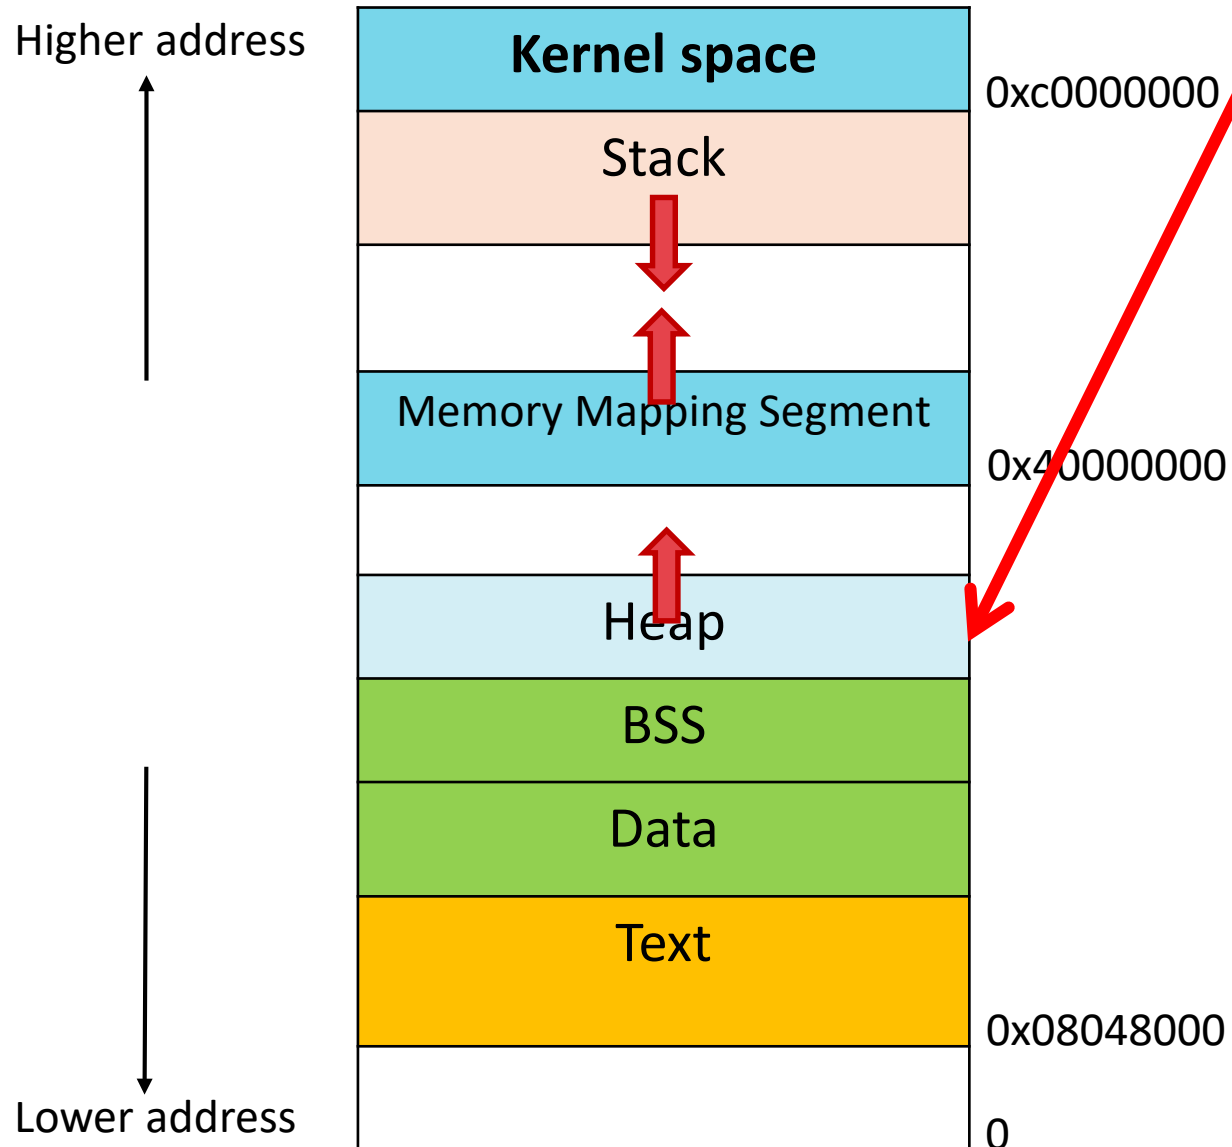 Higher address
Kernel space
0xc0000000
Stack
Memory Mapping Segment
0x40000000
Heap
BSS
Data
Text
0x08048000
Lower address
0